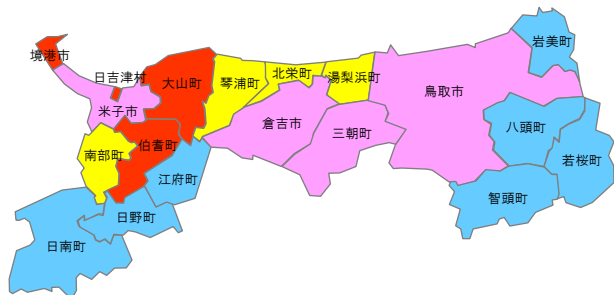 岩美町
境港市
日吉津村
大山町
琴浦町
北栄町
湯梨浜町
鳥取市
米子市
倉吉市
三朝町
八頭町
伯耆町
南部町
若桜町
江府町
智頭町
日野町
日南町